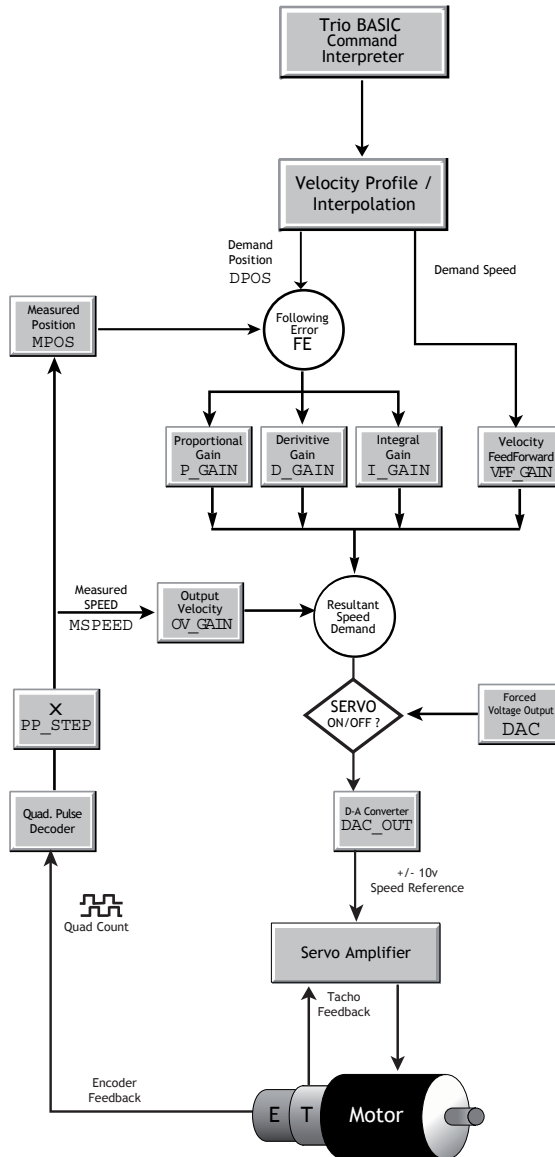 Trio BASIC
Command
Interpreter
Velocity Profile /
Interpolation
Demand
Position
DPOS
Demand Speed
Measured
Position
MPOS
Following
Error
FE
Proportional
Gain
P_GAIN
Derivitive
Gain
D_GAIN
Integral
Gain
I_GAIN
Velocity
FeedForward
VFF_GAIN
Measured
SPEED
MSPEED
Output
Velocity
OV_GAIN
Resultant
Speed
Demand
X
PP_STEP
SERVO
ON/OFF ?
Forced
Voltage Output
DAC
Quad. Pulse
Decoder
D-A Converter
DAC_OUT
+/- 10v
Speed Reference
Quad Count
Servo Amplifier
Tacho
Feedback
Encoder
Feedback
E T Motor